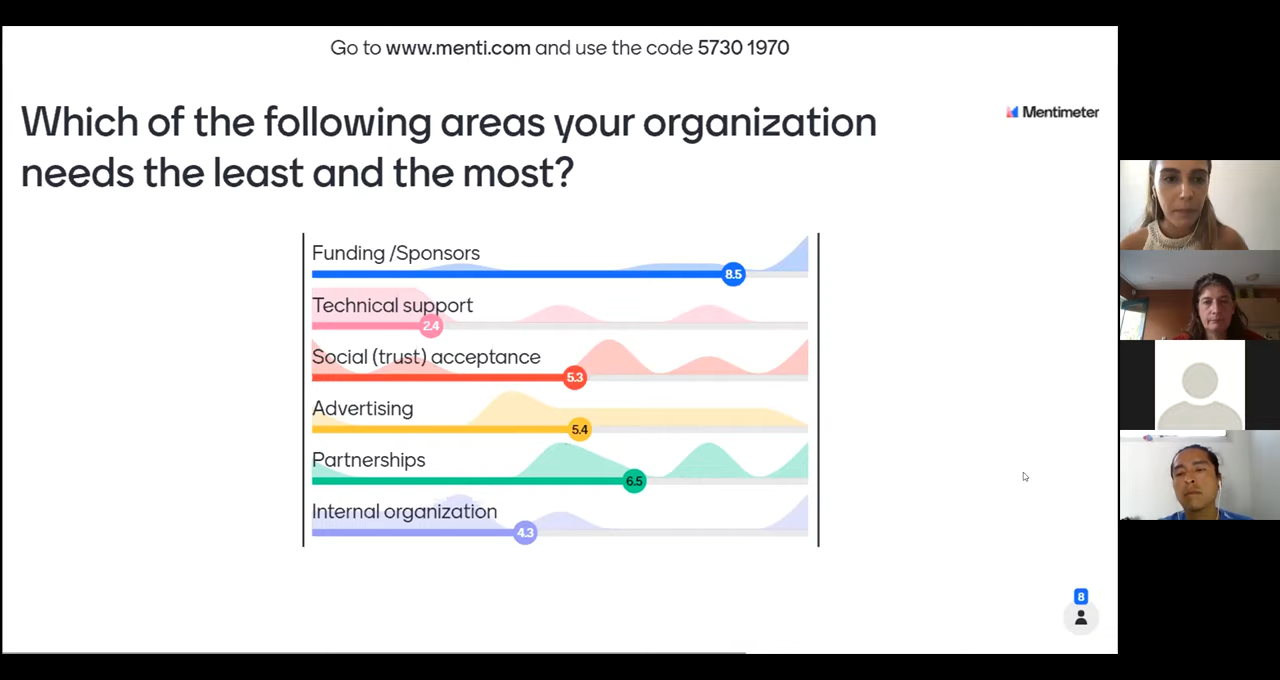 Go to www.menti.com and use the code 5730 1970
Mentimeter
Which of the following areas your organization
needs the least and the most?
Funding /Sponsors
8.5
Technical support
2.4
Social (trust) acceptance
5.3
Advertising
5.4
Partnerships
6.5
Internal organization
4.3
8